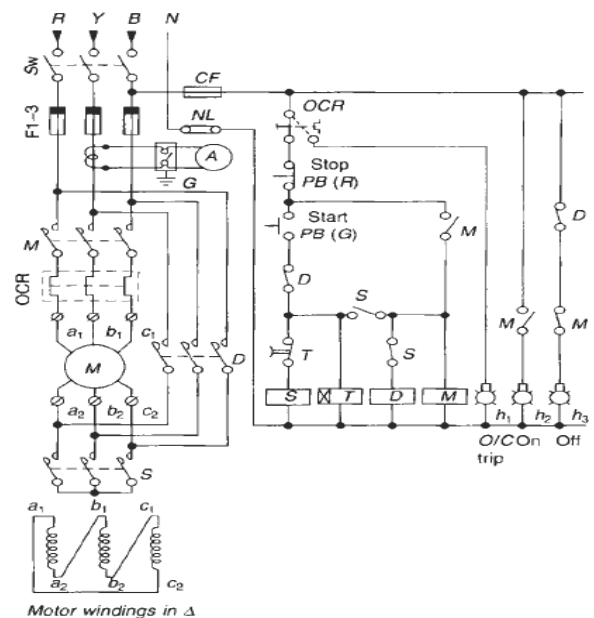 R Y B N
Sw
CF
F1-3
NL
OCR
A
G
Stop
PB (R)
Start
PB (G)
M
M
D
OCR
D
S
a₁ b₁ c₁
D
M
T
S
M
M
a₂ b₂ c₂
S
T
D
M
h₁ h₂ h₃
S
O/C On Off
trip
a₁ b₁ c₁
a₂ b₂ c₂
Motor windings in Δ